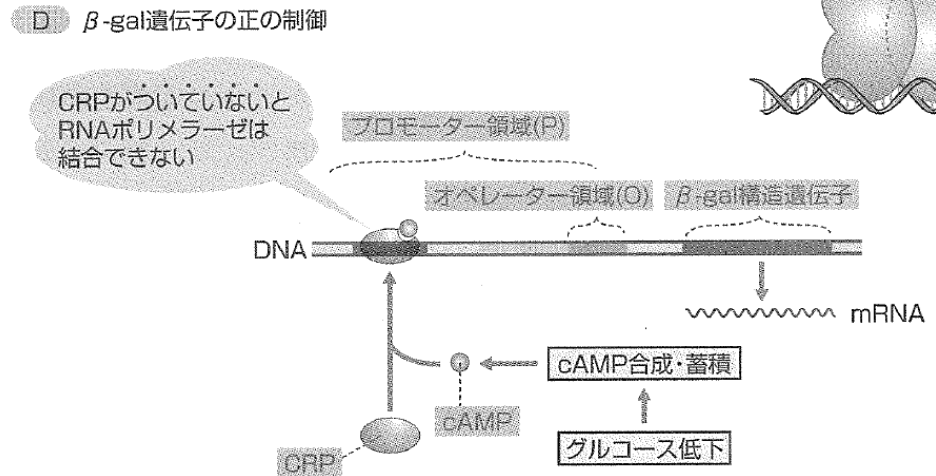 D β-gal遺伝子の正の制御
CRPがついていないと
RNAポリメラーゼは
結合できない
プロモーター領域(P)
オペレーター領域(O)
β-gal構造遺伝子
DNA
mRNA
cAMP合成・蓄積
cAMP
グルコース低下
CRP